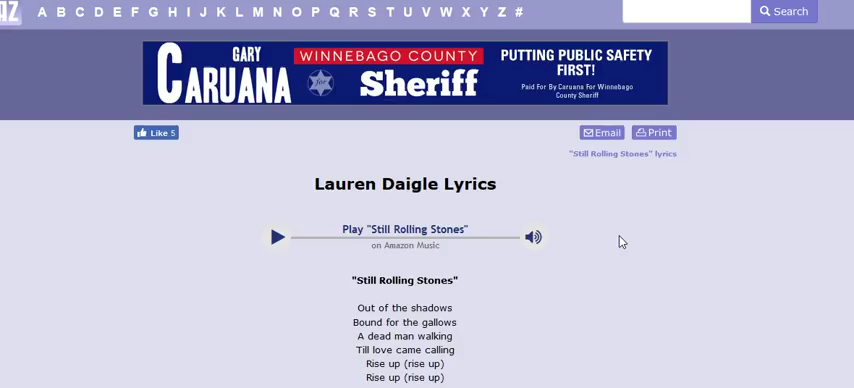 AZ
A B C D E F G H I J K L M N O P Q R S T U V W X Y Z #
Search
GARY
CARUANA
WINNEBAGO COUNTY
for
Sheriff
PUTTING PUBLIC SAFETY
FIRST!
Paid For By Caruana For Winnebago
County Sheriff
Like 5
Email
Print
"Still Rolling Stones" lyrics
Lauren Daigle Lyrics
Play "Still Rolling Stones"
on Amazon Music
"Still Rolling Stones"
Out of the shadows
Bound for the gallows
A dead man walking
Till love came calling
Rise up (rise up)
Rise up (rise up)